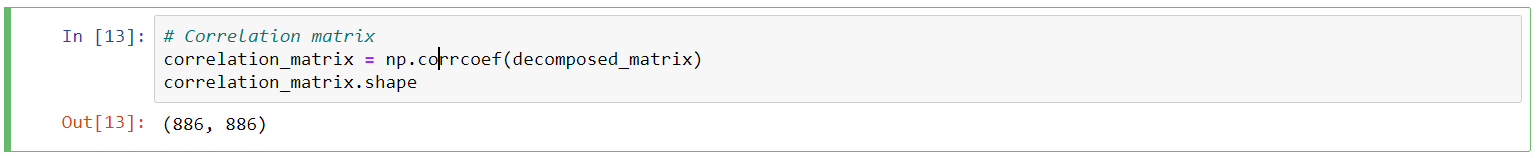 In [13]: # Correlation matrix
correlation_matrix = np.corrcoef(decomposed_matrix)
correlation_matrix.shape
Out[13]: (886, 886)